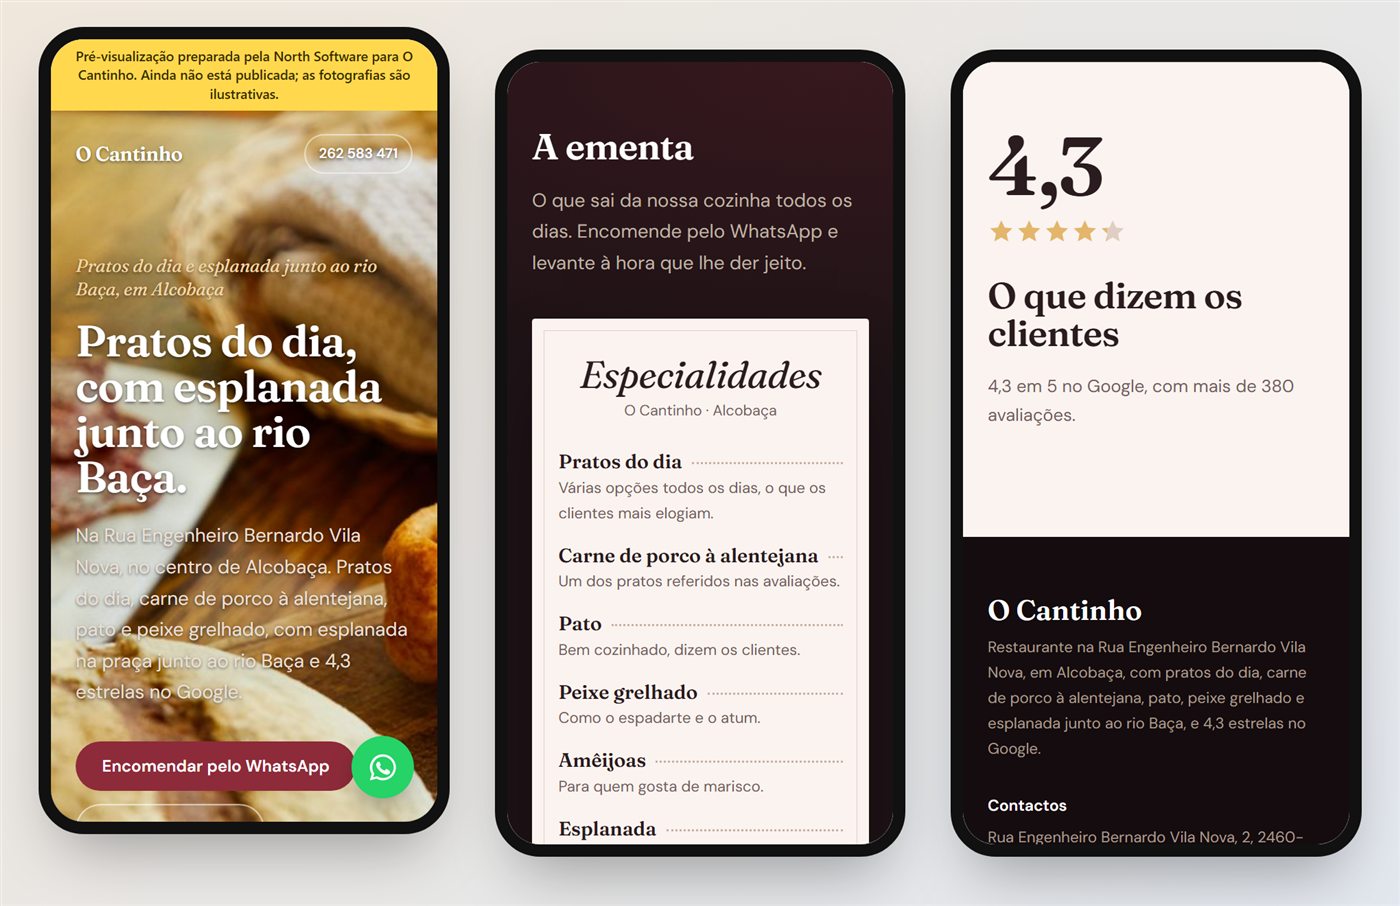 Pré-visualização preparada pela North Software para O
Cantinho. Ainda não está publicada; as fotografias são
ilustrativas.
O Cantinho
262 583 471
Pratos do dia e esplanada junto ao rio
Baça, em Alcobaça
Pratos do dia,
com esplanada
junto ao rio
Baça.
Na Rua Engenheiro Bernardo Vila
Nova, no centro de Alcobaça. Pratos
do dia, carne de porco à alentejana,
pato e peixe grelhado, com esplanada
na praça junto ao rio Baça e 4,3
estrelas no Google.
Encomendar pelo WhatsApp
A ementa
O que sai da nossa cozinha todos os
dias. Encomende pelo WhatsApp e
levante à hora que lhe der jeito.
Especialidades
O Cantinho · Alcobaça
Pratos do dia
Várias opções todos os dias, o que os
clientes mais elogiam.
Carne de porco à alentejana
Um dos pratos referidos nas avaliações.
Pato
Bem cozinhado, dizem os clientes.
Peixe grelhado
Como o espadarte e o atum.
Amêijoas
Para quem gosta de marisco.
Esplanada
4,3
O que dizem os
clientes
4,3 em 5 no Google, com mais de 380
avaliações.
O Cantinho
Restaurante na Rua Engenheiro Bernardo Vila
Nova, em Alcobaça, com pratos do dia, carne
de porco à alentejana, pato, peixe grelhado e
esplanada junto ao rio Baça, e 4,3 estrelas no
Google.
Contactos
Rua Engenheiro Bernardo Vila Nova, 2, 2460-